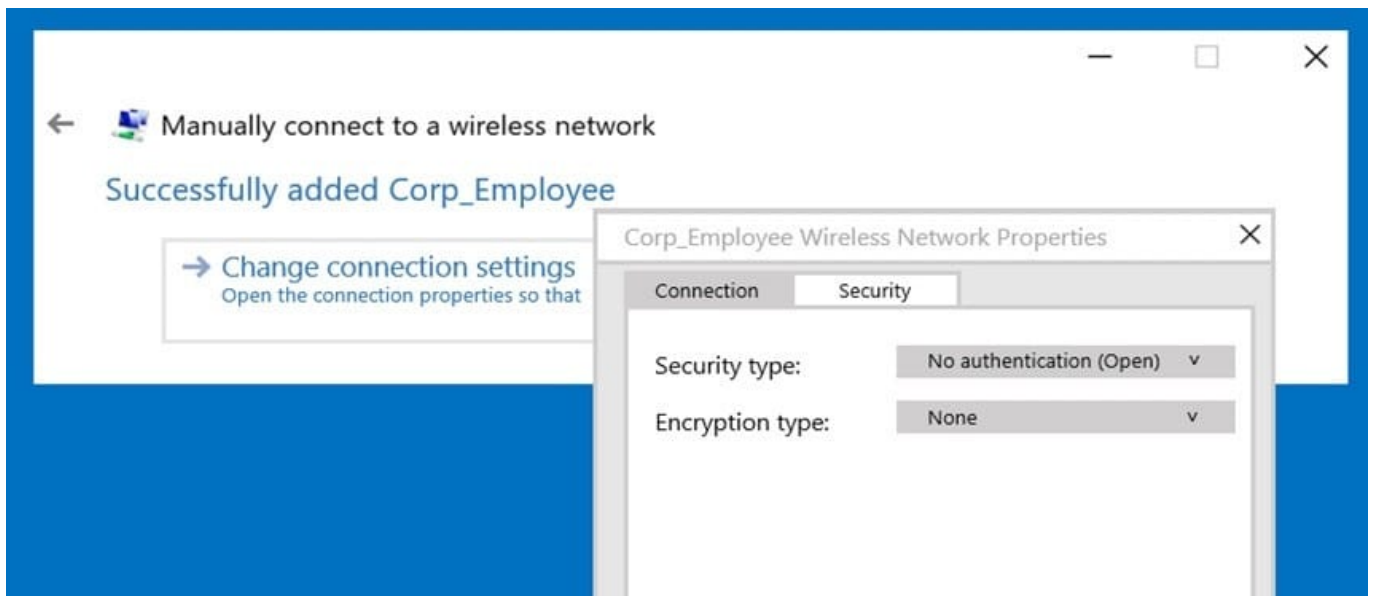 Manually connect to a wireless network
Successfully added Corp_Employee
Change connection settings
Open the connection properties so that
Corp_Employee Wireless Network Properties
Connection Security
Security type: No authentication (Open)
Encryption type: None